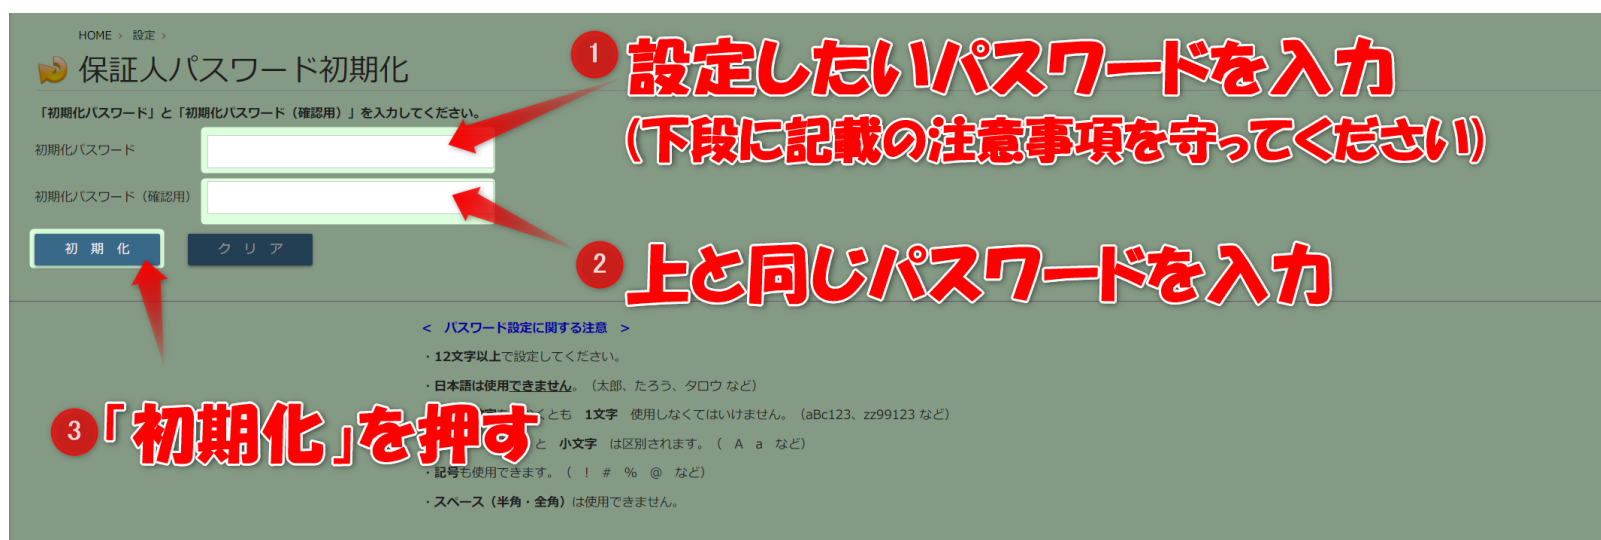 HOME › 設定 ›
保証人パスワード初期化
「初期化パスワード」と「初期化パスワード（確認用）」を入力してください。
初期化パスワード
初期化パスワード（確認用）
初 期 化
ク リ ア
1 設定したいパスワードを入力
（下段に記載の注意事項を守ってください）
2 上と同じパスワードを入力
3 「初期化」を押す
＜ パスワード設定に関する注意 ＞
・12文字以上で設定してください。
・日本語は使用できません。（太郎、たろう、タロウ など）
くとも 1文字 使用しなくてはいけません。（aBc123、zz99123 など）
と 小文字 は区別されます。（ A a など）
・記号も使用できます。（ ! # % @ など）
・スペース（半角・全角）は使用できません。